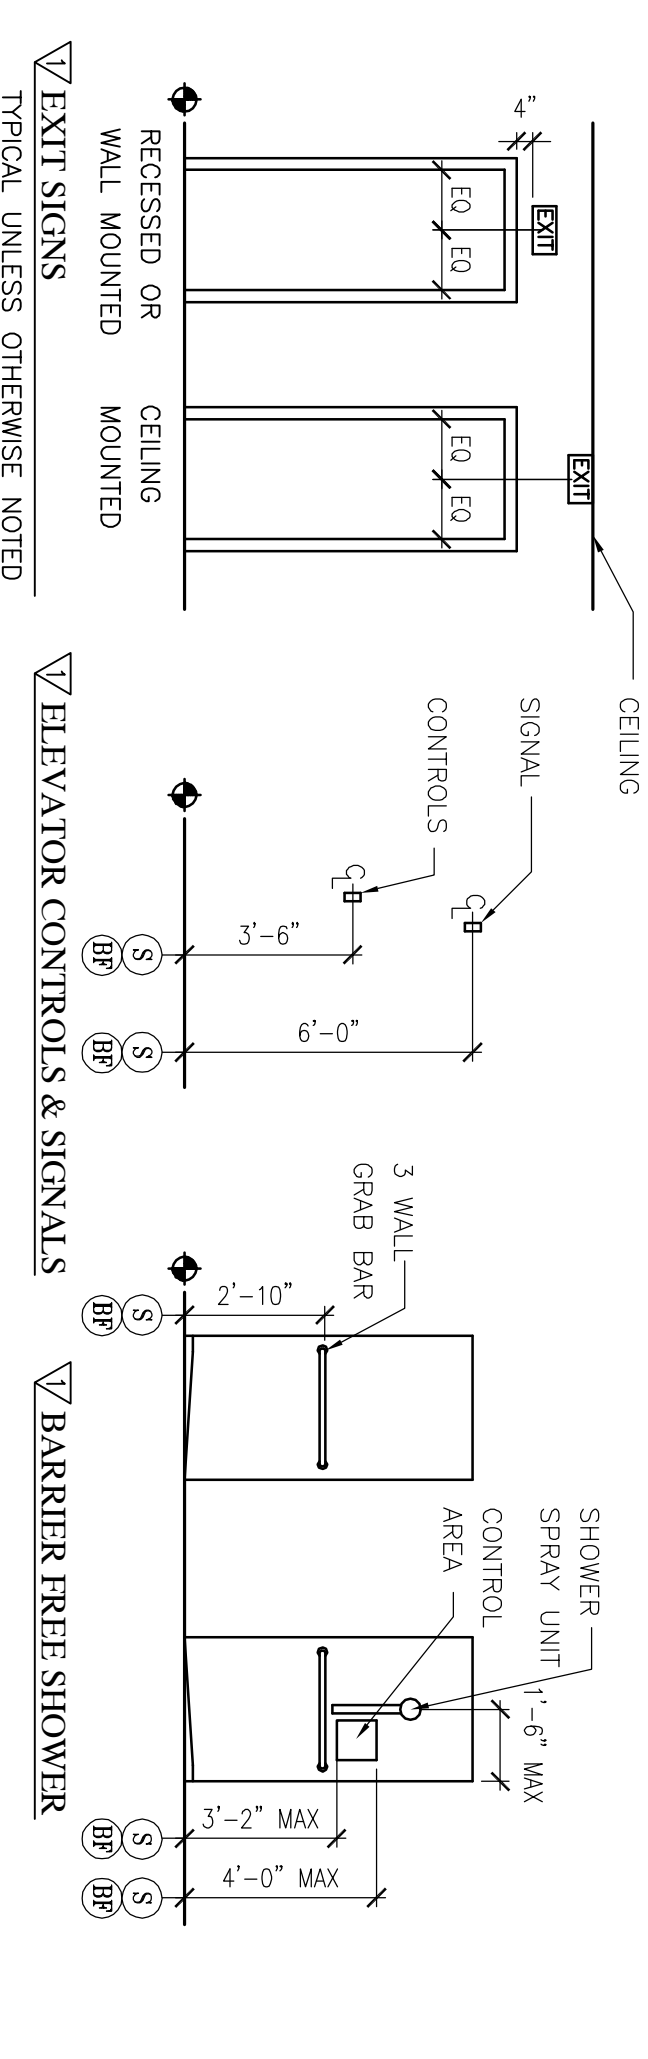 CEILING
4"
EXIT
EXIT
EQ
EQ
EQ
EQ
RECESSED OR
WALL MOUNTED
CEILING
MOUNTED
1
EXIT SIGNS
TYPICAL UNLESS OTHERWISE NOTED
SIGNAL
CONTROLS
CL
CL
3'-6"
6'-0"
S
BF
S
BF
1
ELEVATOR CONTROLS & SIGNALS
3 WALL
GRAB BAR
2'-10"
S
BF
SHOWER
SPRAY UNIT
CONTROL
AREA
1'-6" MAX
3'-2" MAX
4'-0" MAX
S
BF
S
BF
1
BARRIER FREE SHOWER